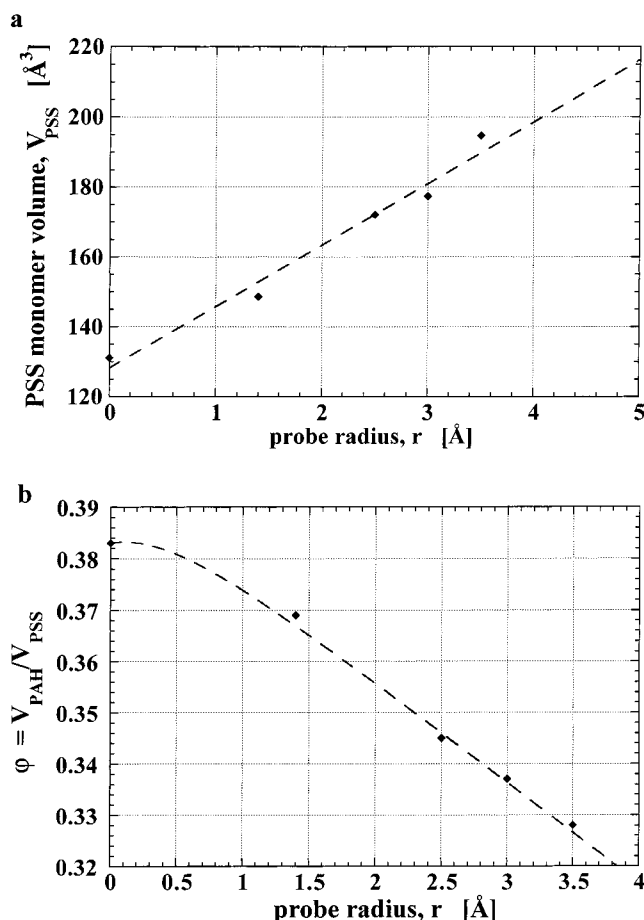 a
PSS monomer volume, V_PSS [Å³]
220
200
180
160
140
120
0 1 2 3 4 5
probe radius, r [Å]
b
φ = V_PAH/V_PSS
0.39
0.38
0.37
0.36
0.35
0.34
0.33
0.32
0 0.5 1 1.5 2 2.5 3 3.5 4
probe radius, r [Å]